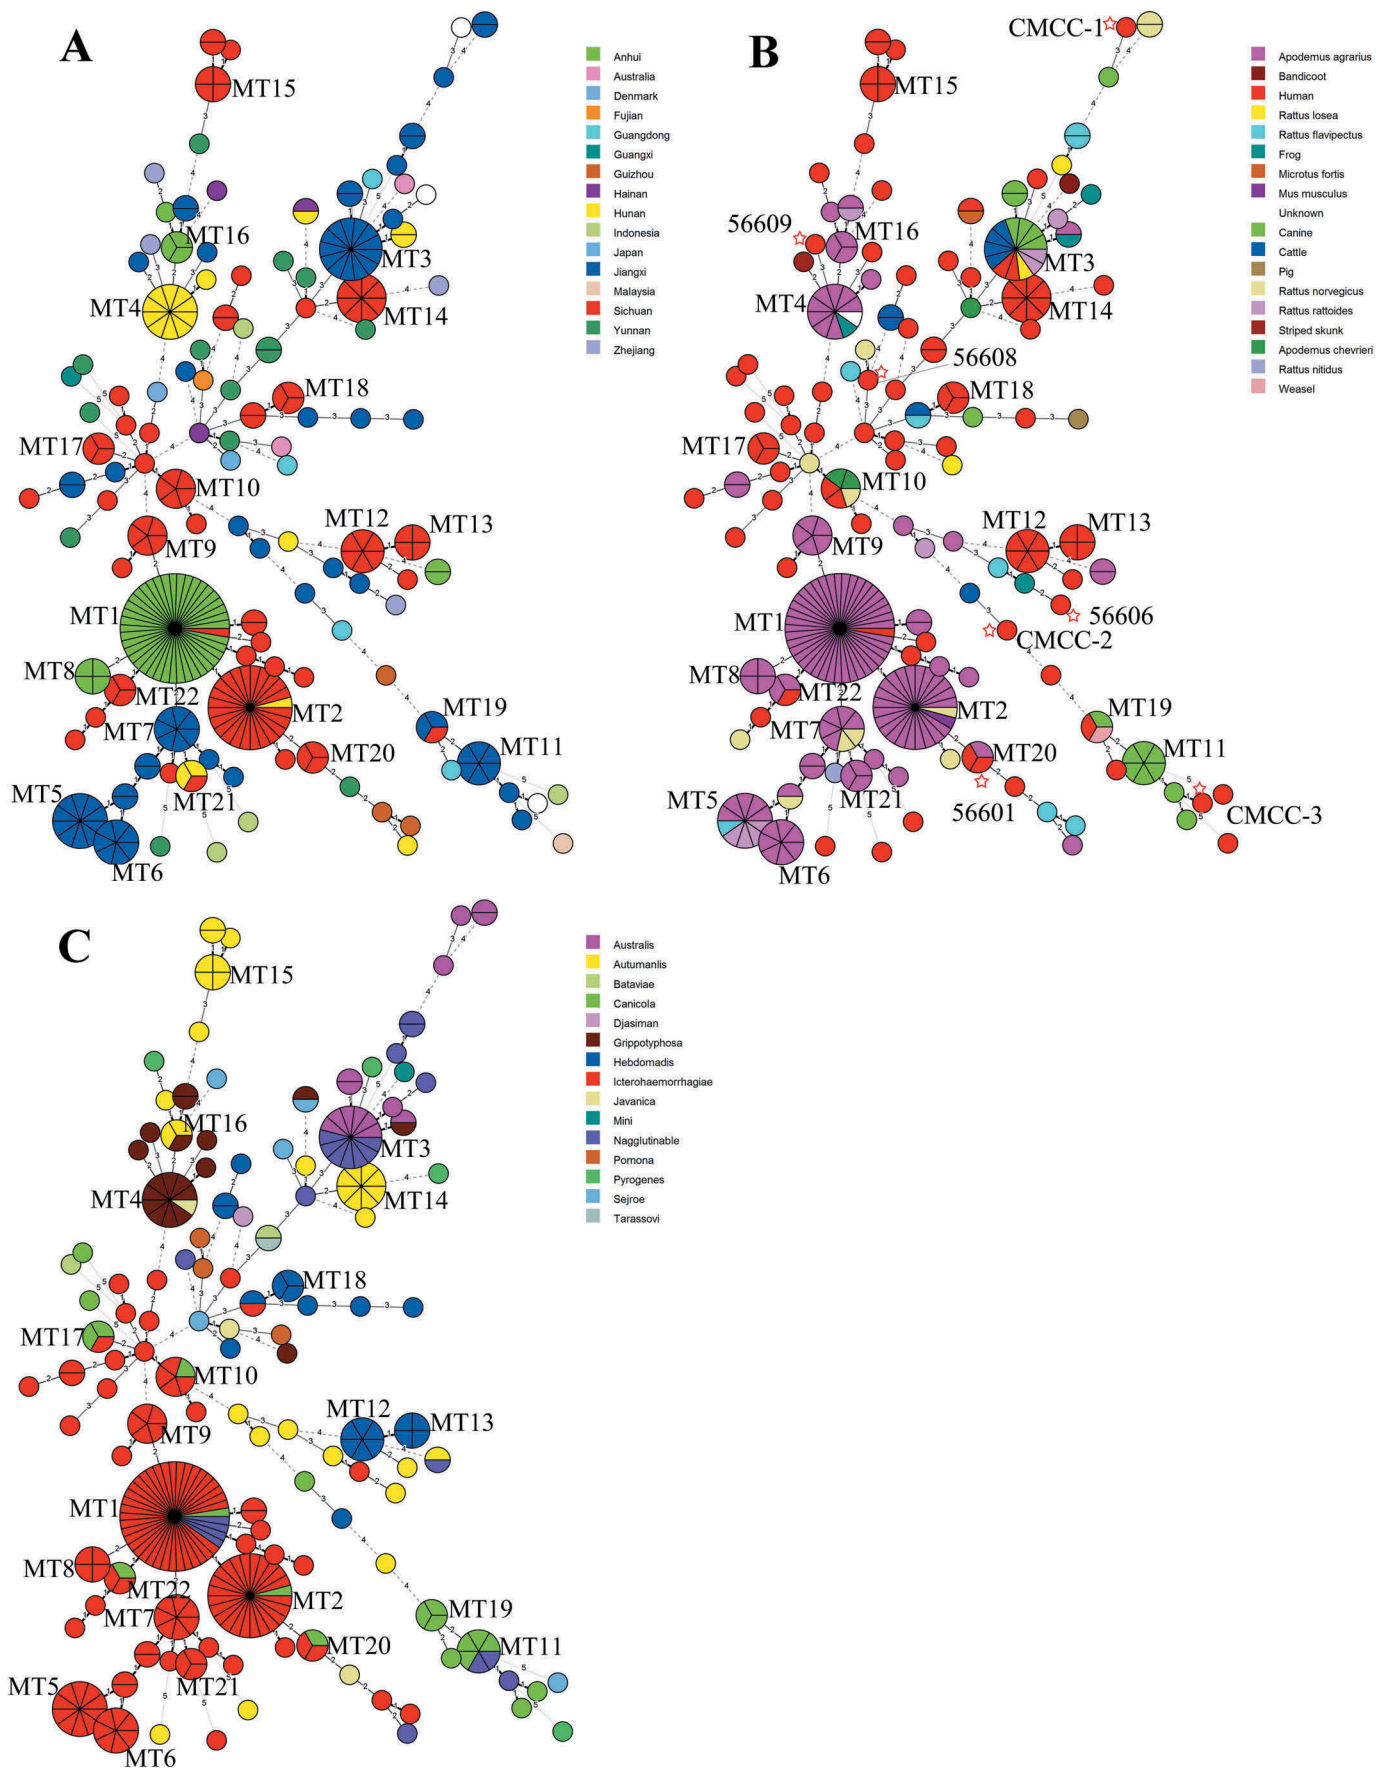 A
MT15
MT16
MT3
MT4
MT14
MT18
MT17
MT10
MT12
MT13
MT9
MT1
MT8
MT22
MT2
MT19
MT7
MT20
MT11
MT5
MT21
MT6
Anhui
Australia
Denmark
Fujian
Guangdong
Guangxi
Guizhou
Hainan
Hunan
Indonesia
Japan
Jiangxi
Malaysia
Sichuan
Yunnan
Zhejiang
B
CMCC-1
MT15
56609
MT16
MT3
MT4
MT14
56608
MT18
MT17
MT10
MT12
MT13
MT9
56606
MT1
CMCC-2
MT8
MT22
MT2
MT19
MT7
MT20
MT11
MT5
MT21
56601
CMCC-3
MT6
Apodemus agrarius
Bandicoot
Human
Rattus losea
Rattus flavipectus
Frog
Microtus fortis
Mus musculus
Unknown
Canine
Cattle
Pig
Rattus norvegicus
Rattus rattoides
Striped skunk
Apodemus chevrieri
Rattus nitidus
Weasel
C
MT15
MT16
MT3
MT4
MT14
MT18
MT17
MT10
MT12
MT13
MT9
MT1
MT8
MT22
MT2
MT19
MT7
MT20
MT11
MT5
MT21
MT6
Australis
Autumanlis
Bataviae
Canicola
Djasiman
Grippotyphosa
Hebdomadis
Icterohaemorrhagiae
Javanica
Mini
Nagglutinable
Pomona
Pyrogenes
Sejroe
Tarassovi